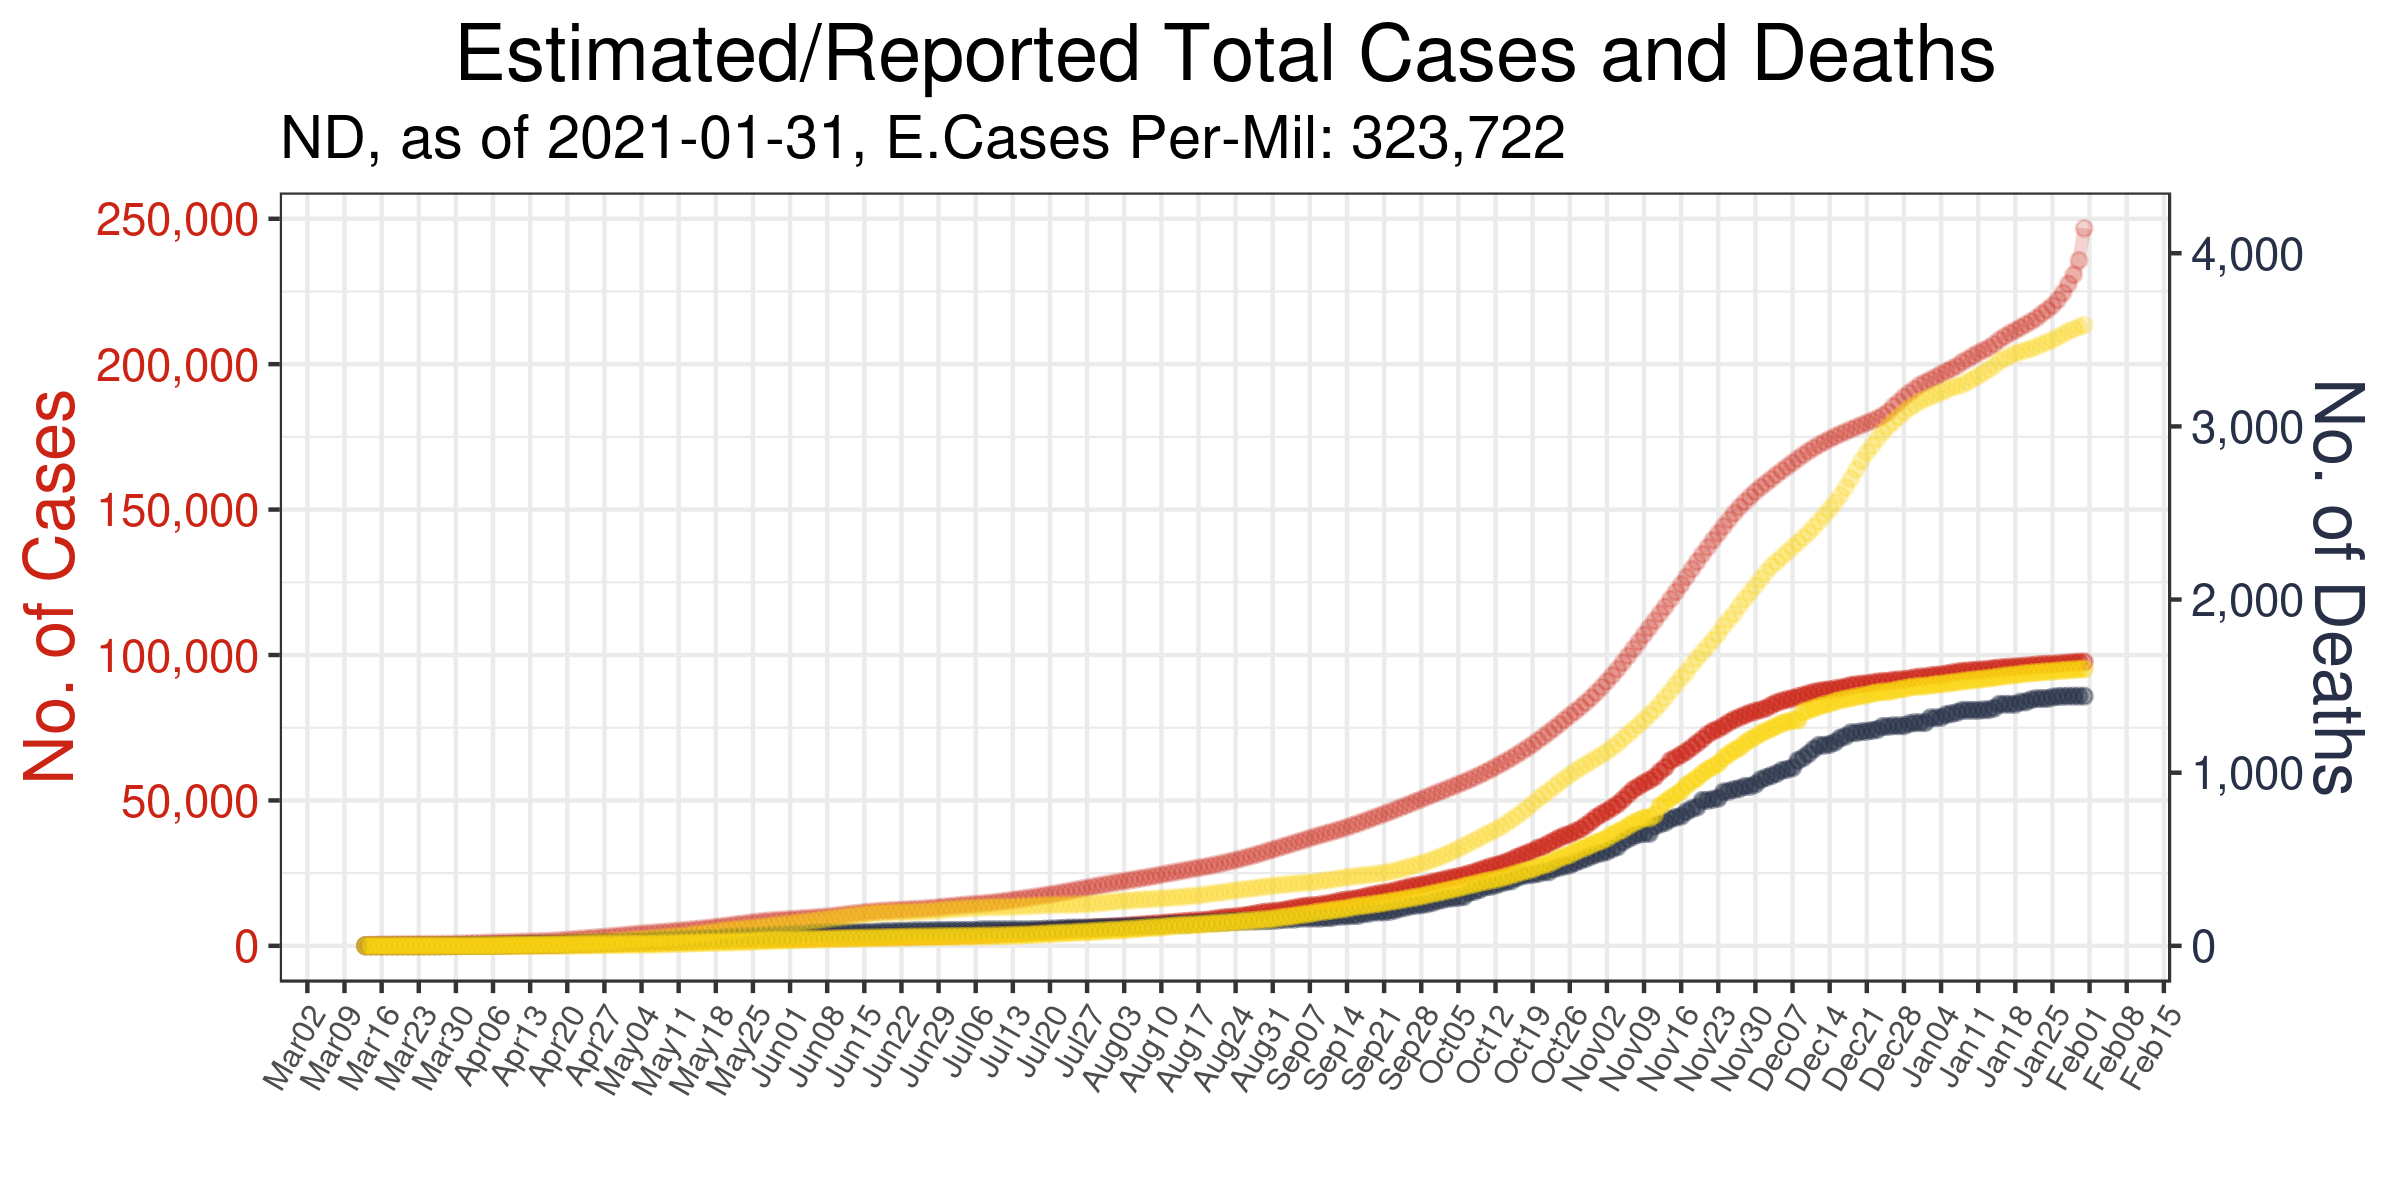 Estimated/Reported Total Cases and Deaths
ND, as of 2021-01-31, E.Cases Per-Mil: 323,722
No. of Cases
250,000
200,000
150,000
100,000
50,000
0
4,000
3,000
2,000
1,000
0
No. of Deaths
Mar02
Mar09
Mar16
Mar23
Mar30
Apr06
Apr13
Apr20
Apr27
May04
May11
May18
May25
Jun01
Jun08
Jun15
Jun22
Jun29
Jul06
Jul13
Jul20
Jul27
Aug03
Aug10
Aug17
Aug24
Aug31
Sep07
Sep14
Sep21
Sep28
Oct05
Oct12
Oct19
Oct26
Nov02
Nov09
Nov16
Nov23
Nov30
Dec07
Dec14
Dec21
Dec28
Jan04
Jan11
Jan18
Jan25
Feb01
Feb08
Feb15